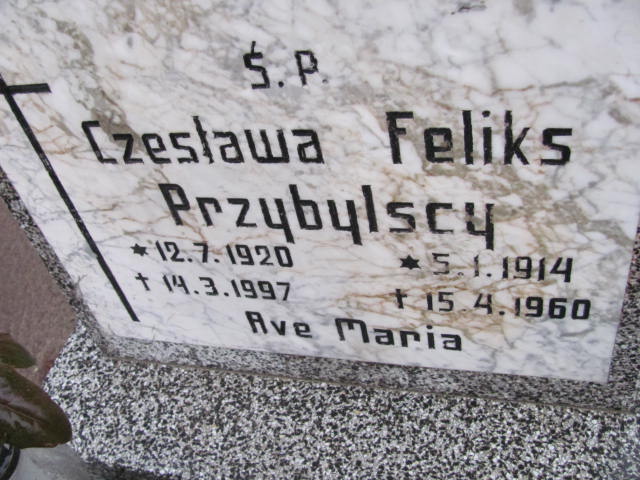 Ś.P.
Czesława Feliks
Przybylscy
* 12.7.1920 * 5.1.1914
† 14.3.1997 † 15.4.1960
Ave Maria